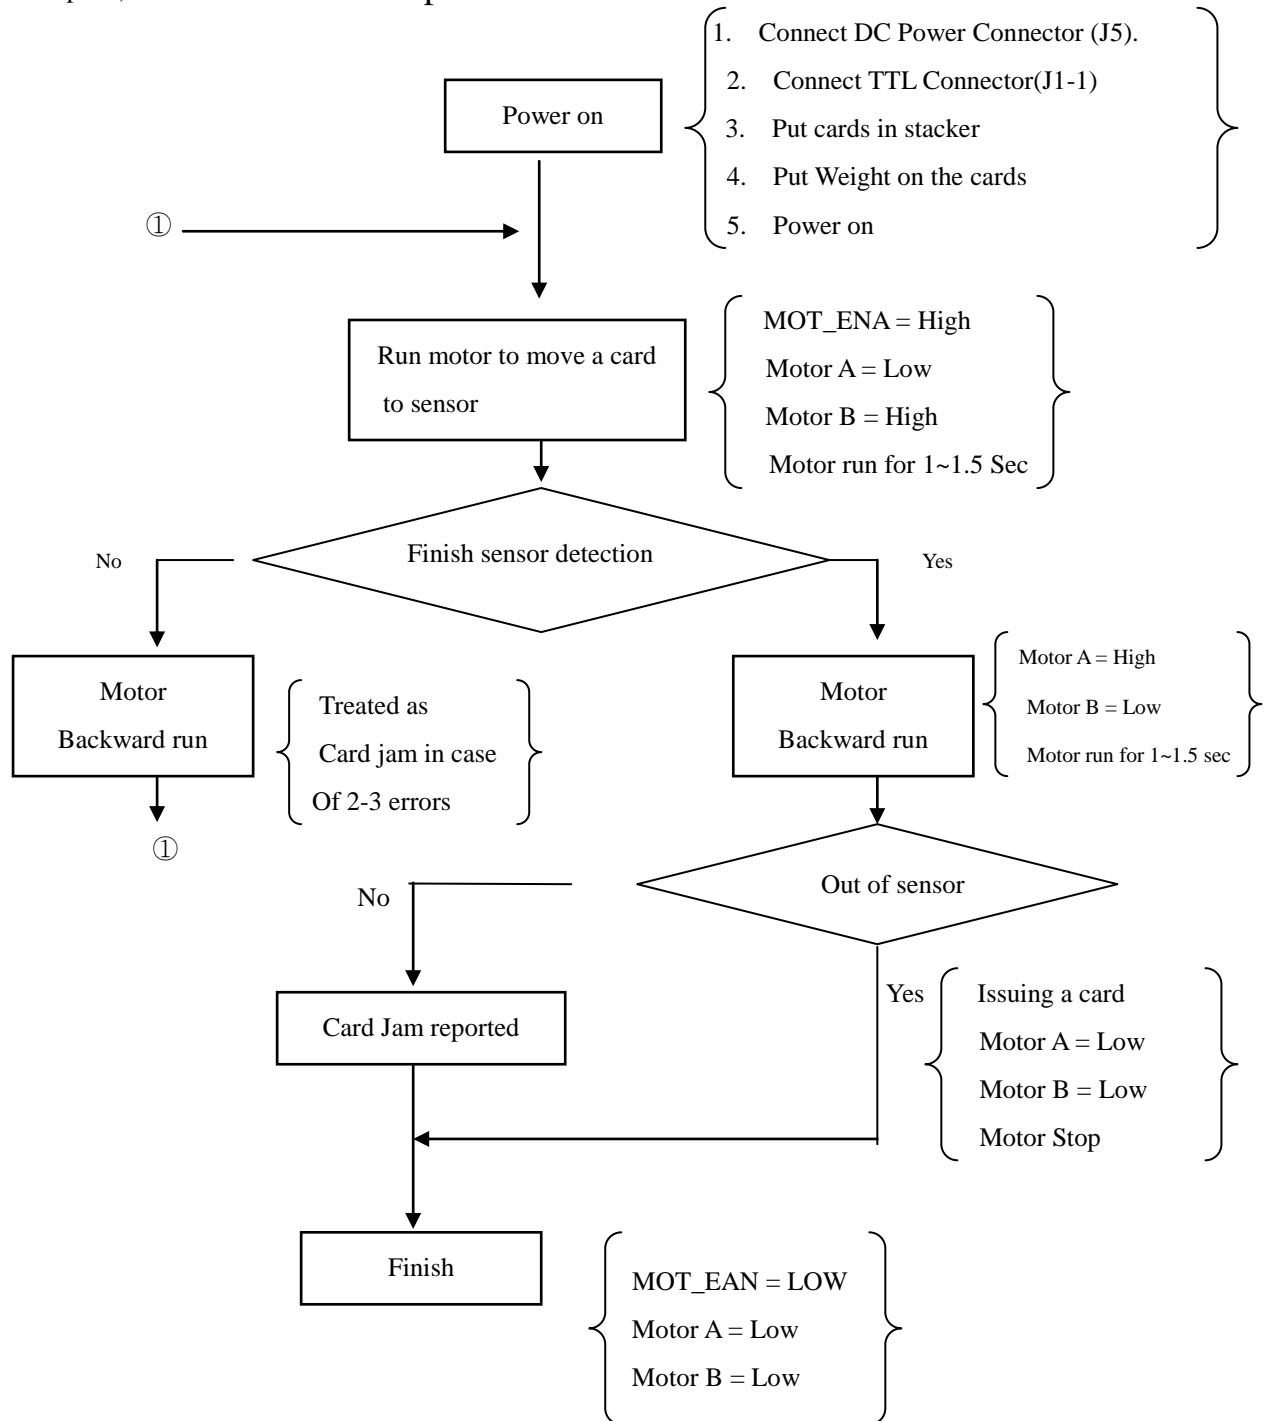 Power on
1. Connect DC Power Connector (J5).
2. Connect TTL Connector(J1-1)
3. Put cards in stacker
4. Put Weight on the cards
5. Power on
①
Run motor to move a card
to sensor
MOT_ENA = High
Motor A = Low
Motor B = High
Motor run for 1~1.5 Sec
Finish sensor detection
No
Yes
Motor
Backward run
Treated as
Card jam in case
Of 2-3 errors
①
Motor
Backward run
Motor A = High
Motor B = Low
Motor run for 1~1.5 sec
Out of sensor
No
Yes
Card Jam reported
Issuing a card
Motor A = Low
Motor B = Low
Motor Stop
Finish
MOT_EAN = LOW
Motor A = Low
Motor B = Low